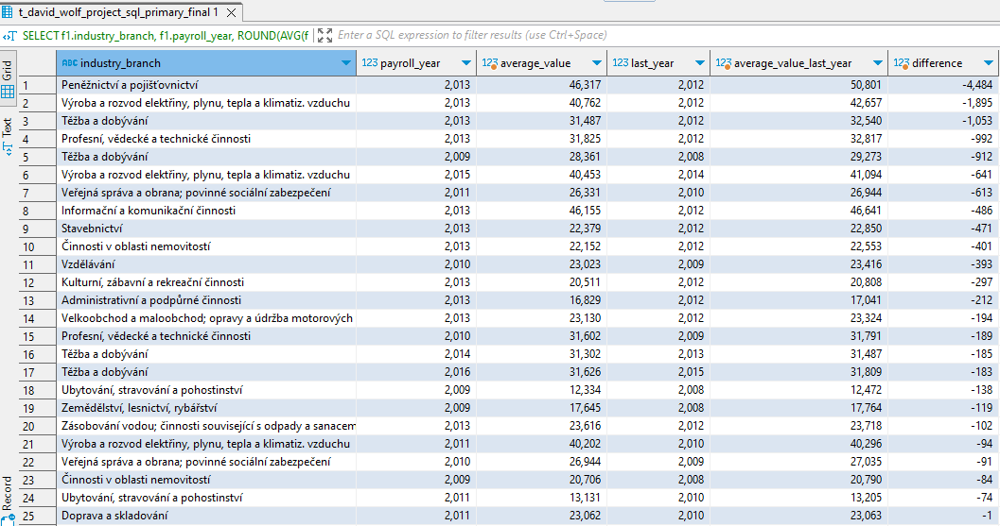 t_david_wolf_project_sql_primary_final 1
SELECT f1.industry_branch, f1.payroll_year, ROUND(AVG(f Enter a SQL expression to filter results (use Ctrl+Space)
Grid
Text
Record
ABC industry_branch 123 payroll_year 123 average_value 123 last_year 123 average_value_last_year 123 difference
1 Peněžnictví a pojišťovnictví 2,013 46,317 2,012 50,801 -4,484
2 Výroba a rozvod elektřiny, plynu, tepla a klimatiz. vzduchu 2,013 40,762 2,012 42,657 -1,895
3 Těžba a dobývání 2,013 31,487 2,012 32,540 -1,053
4 Profesní, vědecké a technické činnosti 2,013 31,825 2,012 32,817 -992
5 Těžba a dobývání 2,009 28,361 2,008 29,273 -912
6 Výroba a rozvod elektřiny, plynu, tepla a klimatiz. vzduchu 2,015 40,453 2,014 41,094 -641
7 Veřejná správa a obrana; povinné sociální zabezpečení 2,011 26,331 2,010 26,944 -613
8 Informační a komunikační činnosti 2,013 46,155 2,012 46,641 -486
9 Stavebnictví 2,013 22,379 2,012 22,850 -471
10 Činnosti v oblasti nemovitostí 2,013 22,152 2,012 22,553 -401
11 Vzdělávání 2,010 23,023 2,009 23,416 -393
12 Kulturní, zábavní a rekreační činnosti 2,013 20,511 2,012 20,808 -297
13 Administrativní a podpůrné činnosti 2,013 16,829 2,012 17,041 -212
14 Velkoobchod a maloobchod; opravy a údržba motorových 2,013 23,130 2,012 23,324 -194
15 Profesní, vědecké a technické činnosti 2,010 31,602 2,009 31,791 -189
16 Těžba a dobývání 2,014 31,302 2,013 31,487 -185
17 Těžba a dobývání 2,016 31,626 2,015 31,809 -183
18 Ubytování, stravování a pohostinství 2,009 12,334 2,008 12,472 -138
19 Zemědělství, lesnictví, rybářství 2,009 17,645 2,008 17,764 -119
20 Zásobování vodou; činnosti související s odpady a sanacem 2,013 23,616 2,012 23,718 -102
21 Výroba a rozvod elektřiny, plynu, tepla a klimatiz. vzduchu 2,011 40,202 2,010 40,296 -94
22 Veřejná správa a obrana; povinné sociální zabezpečení 2,010 26,944 2,009 27,035 -91
23 Činnosti v oblasti nemovitostí 2,009 20,706 2,008 20,790 -84
24 Ubytování, stravování a pohostinství 2,011 13,131 2,010 13,205 -74
25 Doprava a skladování 2,011 23,062 2,010 23,063 -1